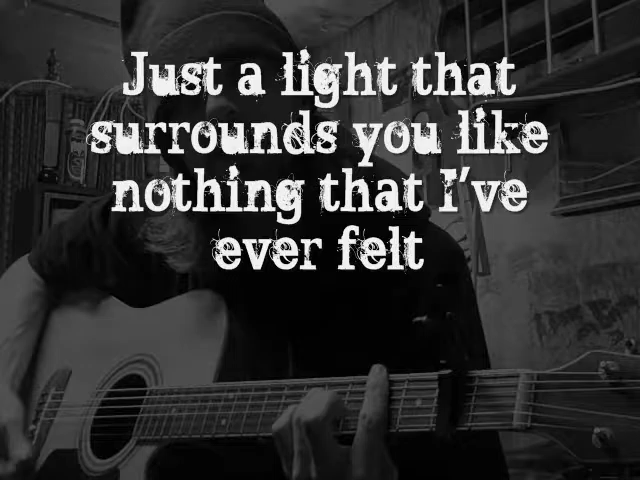 Just a light that
surrounds you like
nothing that I've
ever felt